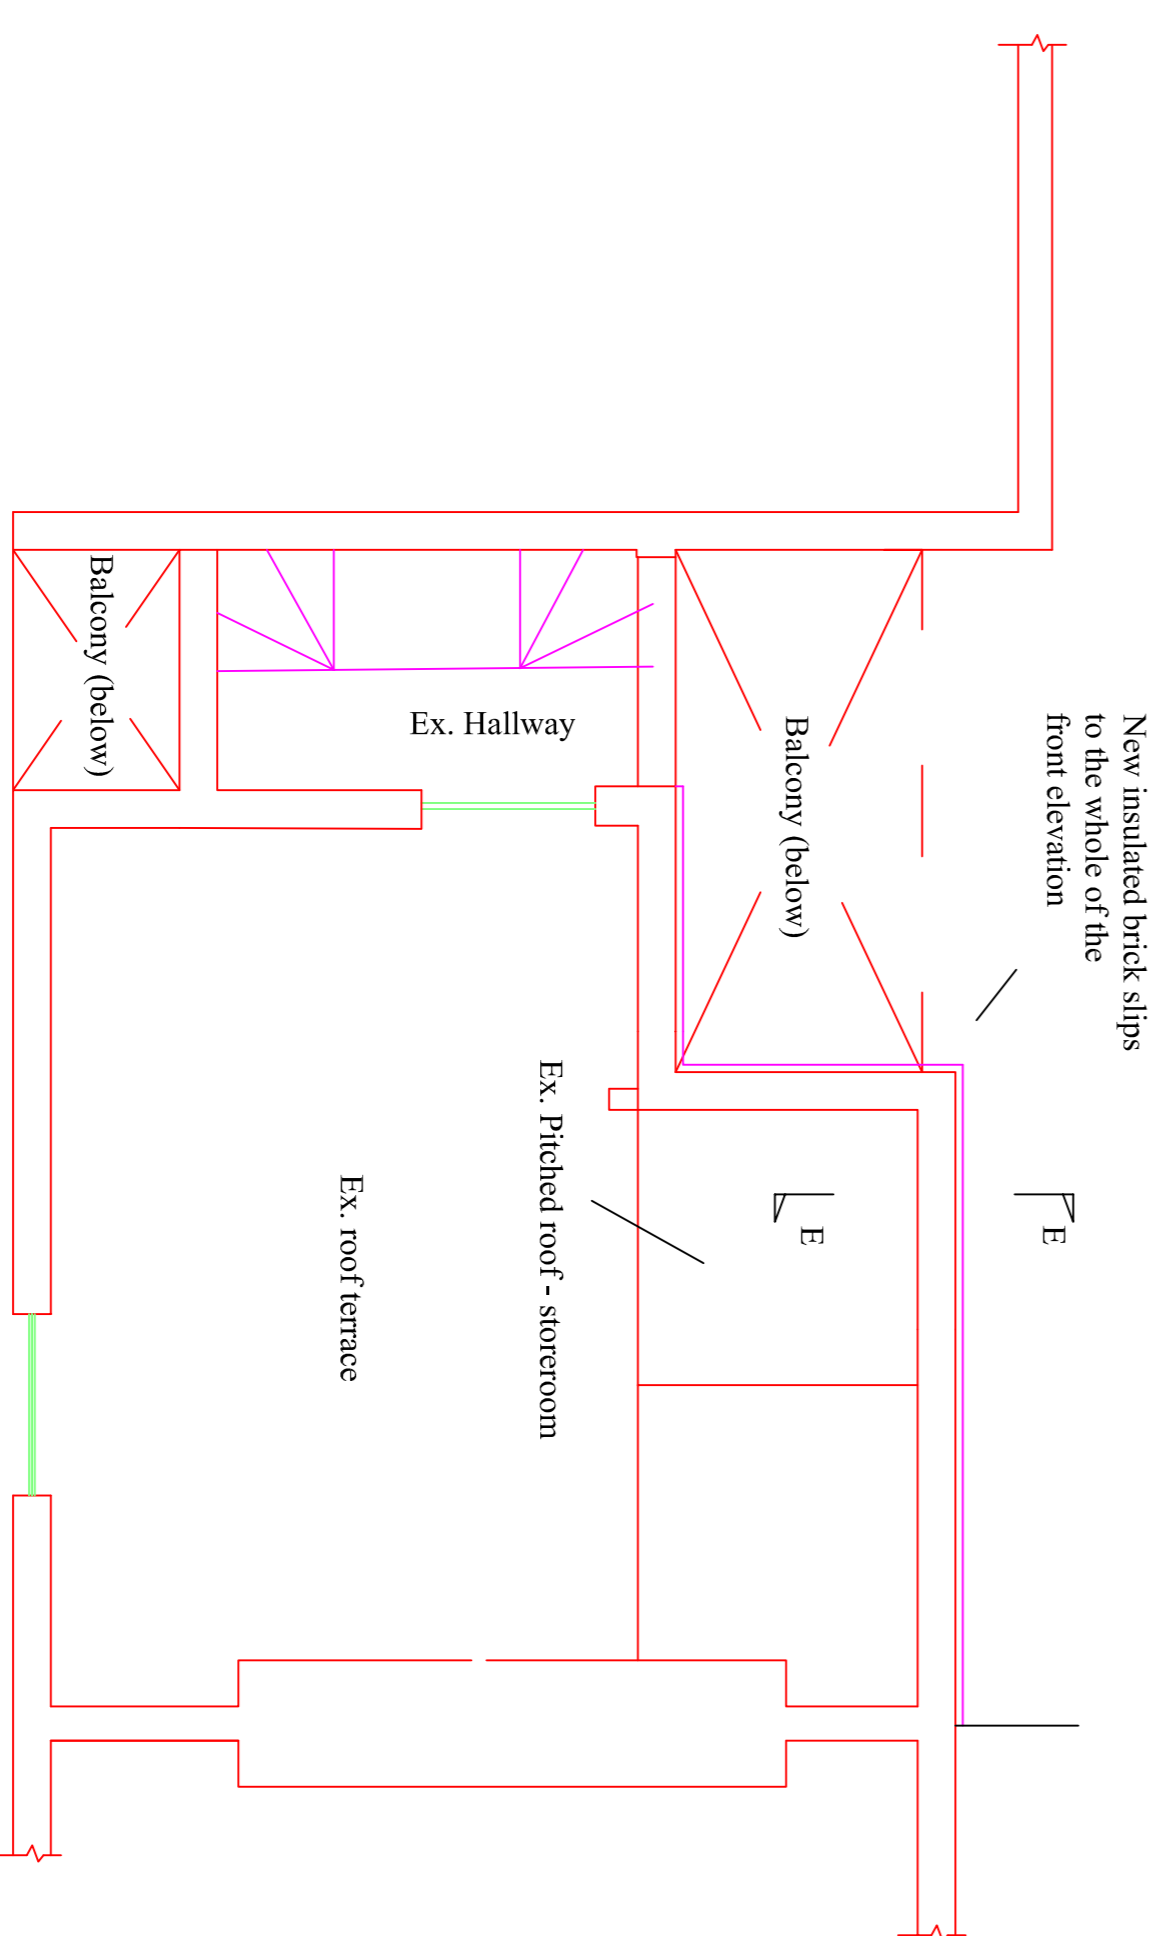 New insulated brick slips
to the whole of the
front elevation
Balcony (below)
Ex. Hallway
Balcony (below)
E
E
Ex. Pitched roof - storeroom
Ex. roof terrace